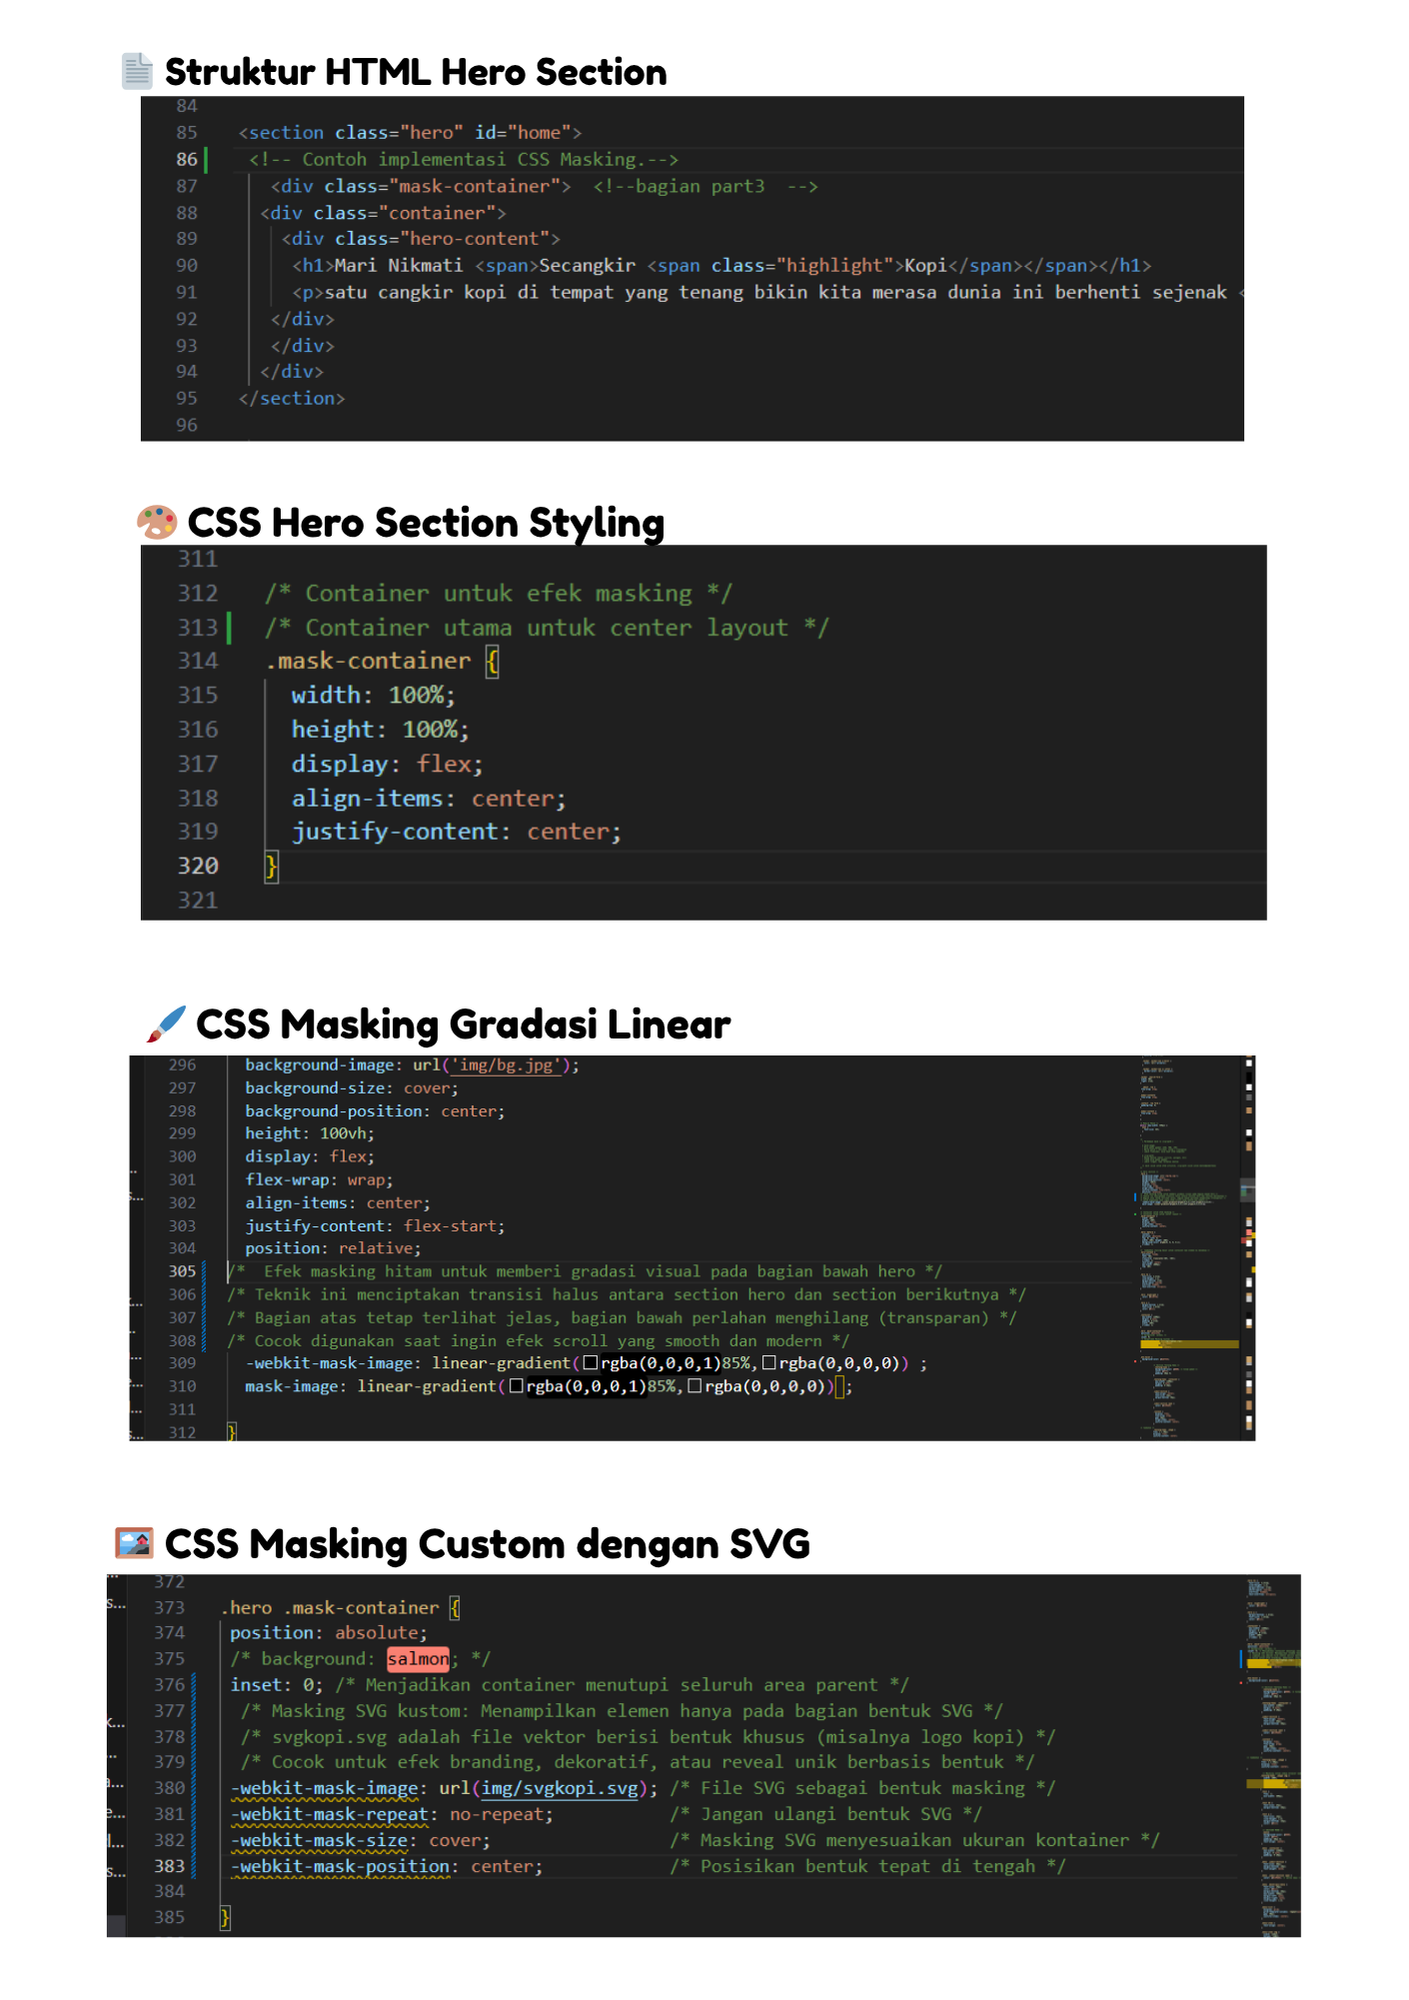 Struktur HTML Hero Section
84
85 <section class="hero" id="home">
86 <!-- Contoh implementasi CSS Masking.-->
87 <div class="mask-container"> <!--bagian part3 -->
88 <div class="container">
89 <div class="hero-content">
90 <h1>Mari Nikmati <span>Secangkir <span class="highlight">Kopi</span></span></h1>
91 <p>satu cangkir kopi di tempat yang tenang bikin kita merasa dunia ini berhenti sejenak <
92 </div>
93 </div>
94 </div>
95 </section>
96
CSS Hero Section Styling
311
312 /* Container untuk efek masking */
313 /* Container utama untuk center layout */
314 .mask-container {
315 width: 100%;
316 height: 100%;
317 display: flex;
318 align-items: center;
319 justify-content: center;
320 }
321
CSS Masking Gradasi Linear
296 background-image: url('img/bg.jpg');
297 background-size: cover;
298 background-position: center;
299 height: 100vh;
300 display: flex;
301 flex-wrap: wrap;
302 align-items: center;
303 justify-content: flex-start;
304 position: relative;
305 /*  Efek masking hitam untuk memberi gradasi visual pada bagian bawah hero */
306 /* Teknik ini menciptakan transisi halus antara section hero dan section berikutnya */
307 /* Bagian atas tetap terlihat jelas, bagian bawah perlahan menghilang (transparan) */
308 /* Cocok digunakan saat ingin efek scroll yang smooth dan modern */
309 -webkit-mask-image: linear-gradient(rgba(0,0,0,1)85%,rgba(0,0,0,0)) ;
310 mask-image: linear-gradient(rgba(0,0,0,1)85%,rgba(0,0,0,0));
311
312 }
CSS Masking Custom dengan SVG
372
373 .hero .mask-container {
374 position: absolute;
375 /* background: salmon; */
376 inset: 0; /* Menjadikan container menutupi seluruh area parent */
377 /* Masking SVG kustom: Menampilkan elemen hanya pada bagian bentuk SVG */
378 /* svgkopi.svg adalah file vektor berisi bentuk khusus (misalnya logo kopi) */
379 /* Cocok untuk efek branding, dekoratif, atau reveal unik berbasis bentuk */
380 -webkit-mask-image: url(img/svgkopi.svg); /* File SVG sebagai bentuk masking */
381 -webkit-mask-repeat: no-repeat; /* Jangan ulangi bentuk SVG */
382 -webkit-mask-size: cover; /* Masking SVG menyesuaikan ukuran kontainer */
383 -webkit-mask-position: center; /* Posisikan bentuk tepat di tengah */
384
385 }